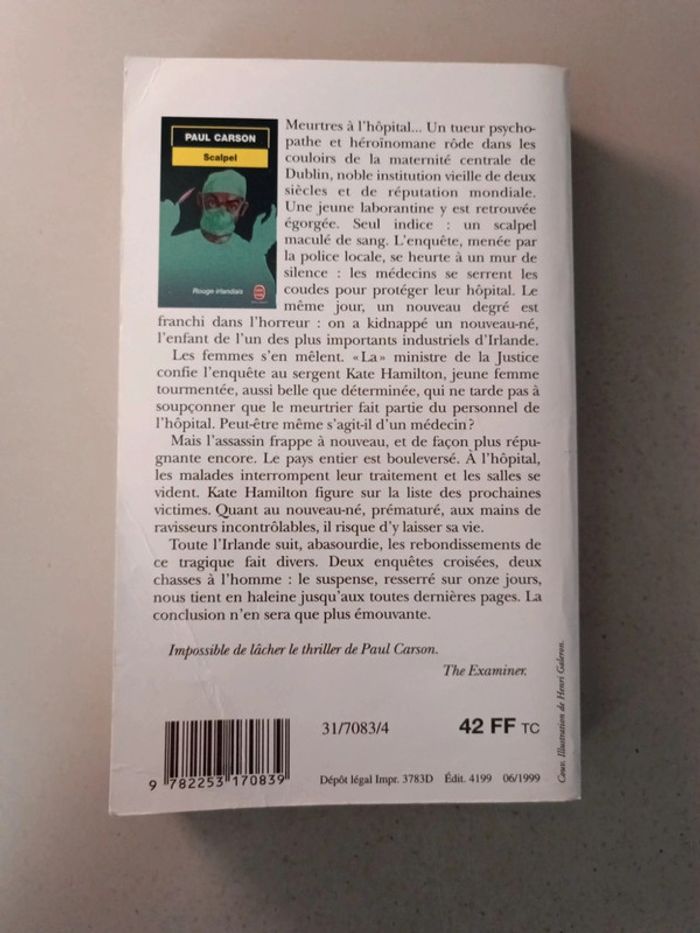 PAUL CARSON
Scalpel
Rouge irlandais
Meurtres à l'hôpital... Un tueur psycho-
pathe et héroïnomane rôde dans les
couloirs de la maternité centrale de
Dublin, noble institution vieille de deux
siècles et de réputation mondiale.
Une jeune laborantine y est retrouvée
égorgée. Seul indice : un scalpel
maculé de sang. L'enquête, menée par
la police locale, se heurte à un mur de
silence : les médecins se serrent les
coudes pour protéger leur hôpital. Le
même jour, un nouveau degré est
franchi dans l'horreur : on a kidnappé un nouveau-né,
l'enfant de l'un des plus importants industriels d'Irlande.
Les femmes s'en mêlent. «La» ministre de la Justice
confie l'enquête au sergent Kate Hamilton, jeune femme
tourmentée, aussi belle que déterminée, qui ne tarde pas à
soupçonner que le meurtrier fait partie du personnel de
l'hôpital. Peut-être même s'agit-il d'un médecin?
Mais l'assassin frappe à nouveau, et de façon plus répu-
gnante encore. Le pays entier est bouleversé. À l'hôpital,
les malades interrompent leur traitement et les salles se
vident. Kate Hamilton figure sur la liste des prochaines
victimes. Quant au nouveau-né, prématuré, aux mains de
ravisseurs incontrôlables, il risque d'y laisser sa vie.
Toute l'Irlande suit, abasourdie, les rebondissements de
ce tragique fait divers. Deux enquêtes croisées, deux
chasses à l'homme : le suspense, resserré sur onze jours,
nous tient en haleine jusqu'aux toutes dernières pages. La
conclusion n'en sera que plus émouvante.
Impossible de lâcher le thriller de Paul Carson.
The Examiner.
31/7083/4
42 FF TC
9 782253 170839
Dépôt légal Impr. 3783D Édit. 4199 06/1999
Couv. Illustration de Henri Galeron.